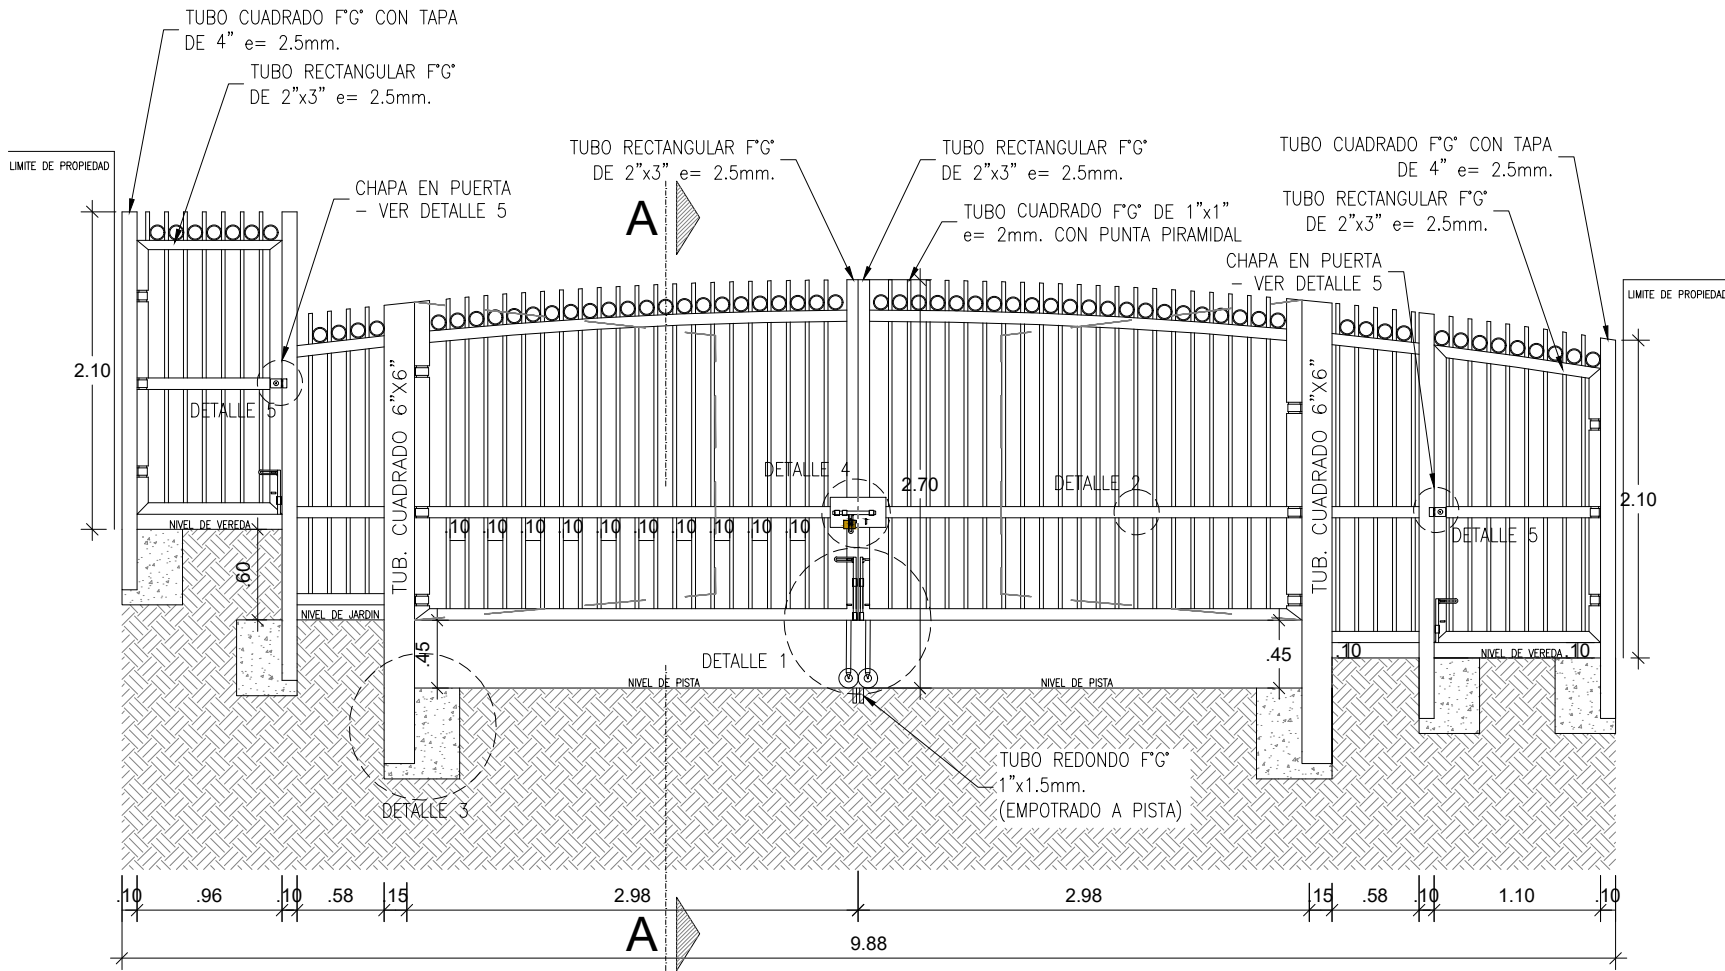 TUBO CUADRADO F°G° CON TAPA
DE 4" e= 2.5mm.
TUBO RECTANGULAR F°G°
DE 2"x3" e= 2.5mm.
LIMITE DE PROPIEDAD
CHAPA EN PUERTA
– VER DETALLE 5
TUBO RECTANGULAR F°G°
DE 2"x3" e= 2.5mm.
A
TUBO RECTANGULAR F°G°
DE 2"x3" e= 2.5mm.
TUBO CUADRADO F°G° DE 1"x1"
e= 2mm. CON PUNTA PIRAMIDAL
TUBO CUADRADO F°G° CON TAPA
DE 4" e= 2.5mm.
TUBO RECTANGULAR F°G°
DE 2"x3" e= 2.5mm.
CHAPA EN PUERTA
– VER DETALLE 5
LIMITE DE PROPIEDAD
2.10
DETALLE 5
TUB. CUADRADO 6"X6"
DETALLE 4
2.70
DETALLE 2
TUB. CUADRADO 6"X6"
2.10
NIVEL DE VEREDA
.10 .10 .10 .10 .10 .10 .10 .10 .10 .10
DETALLE 5
.60
NIVEL DE JARDIN
.45
DETALLE 1
.45
.10
NIVEL DE VEREDA
.10
NIVEL DE PISTA
NIVEL DE PISTA
TUBO REDONDO F°G°
1"x1.5mm.
(EMPOTRADO A PISTA)
DETALLE 3
.10 .96 .10 .58 .15 2.98 2.98 .15 .58 .10 1.10 .10
A
9.88